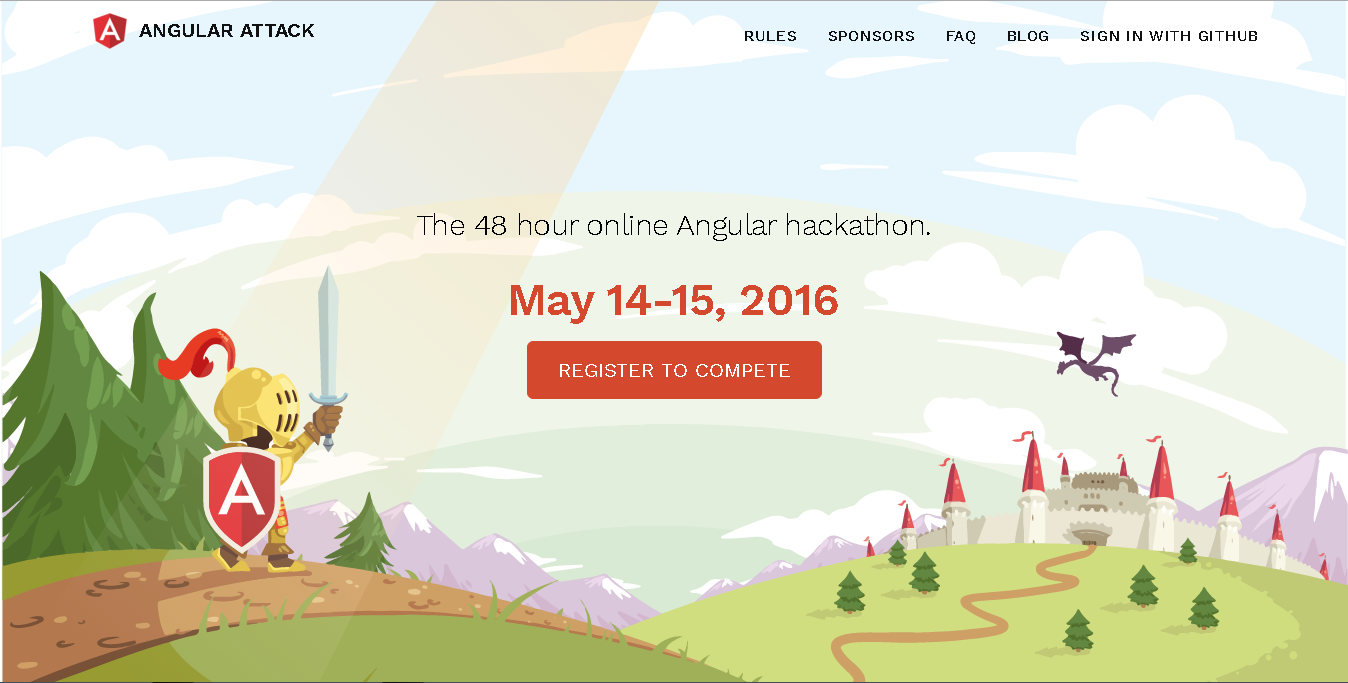 ANGULAR ATTACK
RULES SPONSORS FAQ BLOG SIGN IN WITH GITHUB
The 48 hour online Angular hackathon.
May 14-15, 2016
REGISTER TO COMPETE
A